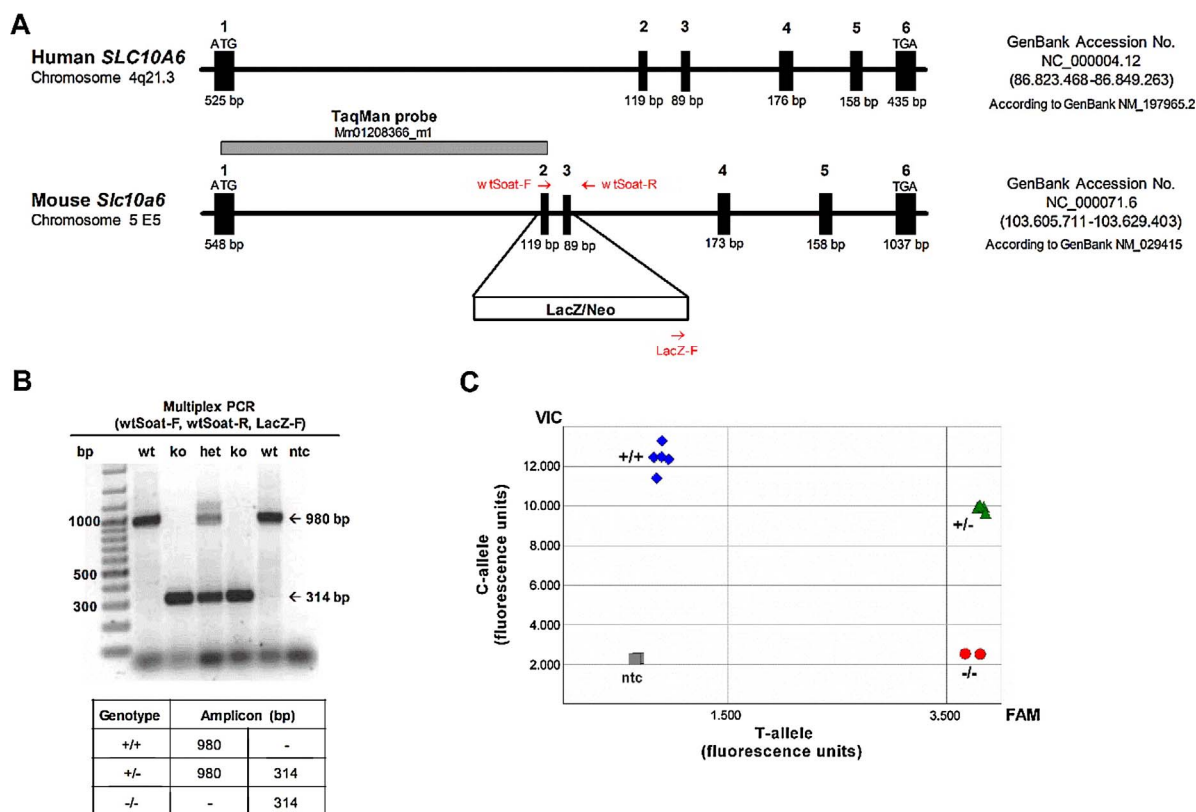 A
Human SLC10A6
Chromosome 4q21.3
1 2 3 4 5 6
ATG TGA
525 bp 119 bp 89 bp 176 bp 158 bp 435 bp
GenBank Accession No.
NC_000004.12
(86.823.468-86.849.263)
According to GenBank NM_197965.2
TaqMan probe
Mm01208366_m1
Mouse Slc10a6
Chromosome 5 E5
1 2 3 4 5 6
ATG TGA
wtSoat-F → ← wtSoat-R
548 bp 119 bp 89 bp 173 bp 158 bp 1037 bp
GenBank Accession No.
NC_000071.6
(103.605.711-103.629.403)
According to GenBank NM_029415
LacZ/Neo
→
LacZ-F
B
Multiplex PCR
(wtSoat-F, wtSoat-R, LacZ-F)
bp wt ko het ko wt ntc
1000 ← 980 bp
500
300 ← 314 bp
Genotype Amplicon (bp)
+/+ 980 -
+/- 980 314
-/- - 314
C
VIC
12.000
10.000
8.000
6.000
4.000
2.000
C-allele
(fluorescence units)
+/+
+/-
ntc
-/-
1.500 3.500 FAM
T-allele
(fluorescence units)